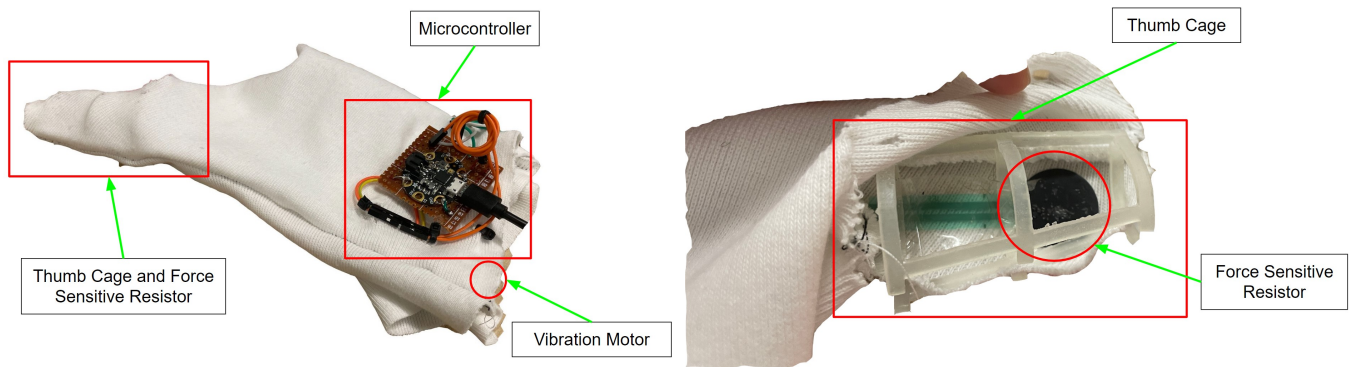 Microcontroller
Thumb Cage and Force
Sensitive Resistor
Vibration Motor
Thumb Cage
Force Sensitive
Resistor